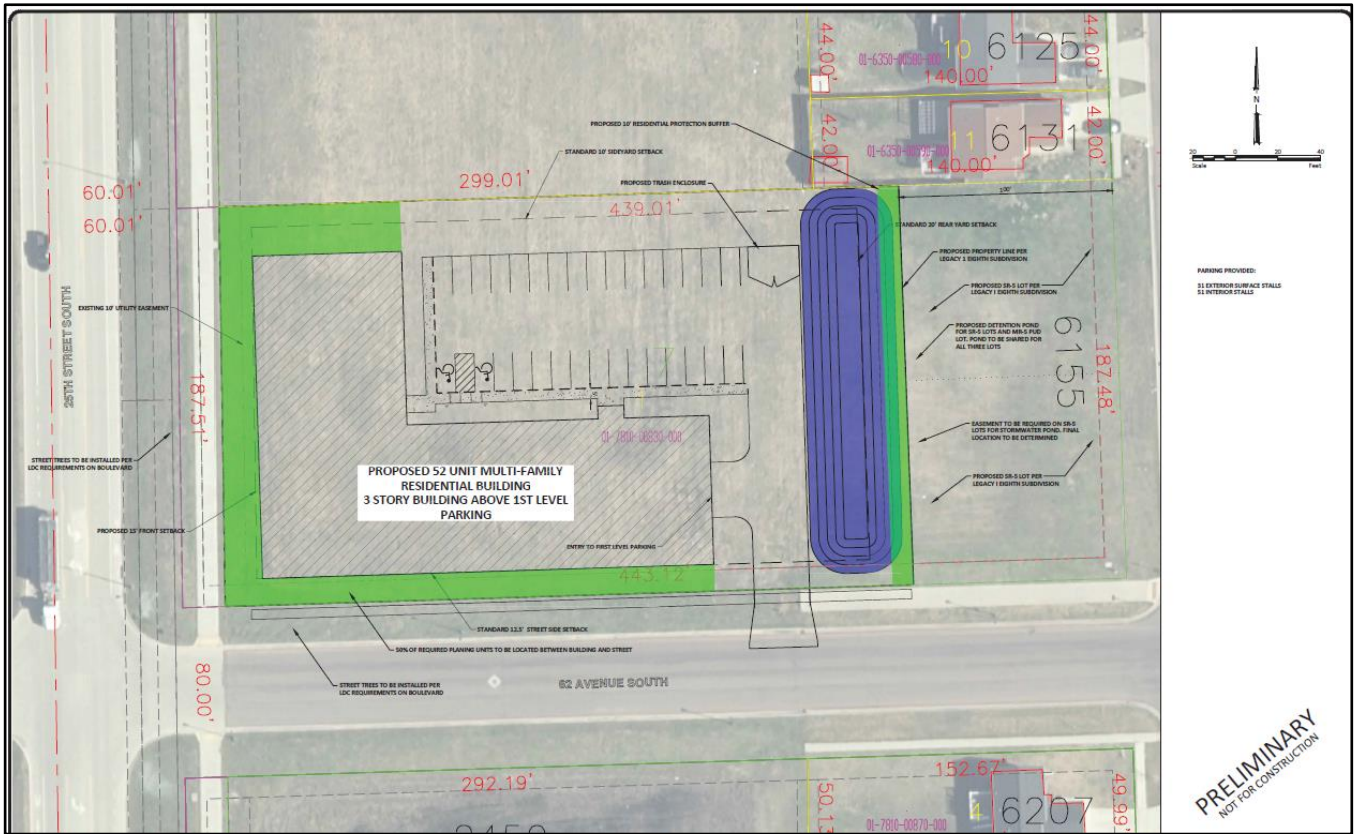 44.00'
10
6125
44.00'
01-6350-00580-000
140.00'
N
PROPOSED 10' RESIDENTIAL PROTECTION BUFFER
42.00'
11
6131
42.00'
01-6350-00590-000
140.00'
STANDARD 10' SIDEYARD SETBACK
20
0
20
40
Scale
Feet
60.01'
299.01'
PROPOSED TRASH ENCLOSURE
100'
60.01'
439.01'
STANDARD 20' REAR YARD SETBACK
PROPOSED PROPERTY LINE PER
LEGACY 1 EIGHTH SUBDIVISION
PARKING PROVIDED:
31 EXTERIOR SURFACE STALLS
51 INTERIOR STALLS
PROPOSED SR-5 LOT PER
LEGACY I EIGHTH SUBDIVISION
EXISTING 10' UTILITY EASEMENT
PROPOSED DETENTION POND
FOR SR-5 LOTS AND MR-5 PUD
LOT. POND TO BE SHARED FOR
ALL THREE LOTS
6155
187.48'
25TH STREET SOUTH
187.51'
EASEMENT TO BE REQUIRED ON SR-5
LOTS FOR STORMWATER POND. FINAL
LOCATION TO BE DETERMINED
01-7810-00830-000
STREET TREES TO BE INSTALLED PER
LDC REQUIREMENTS ON BOULEVARD
PROPOSED 52 UNIT MULTI-FAMILY
RESIDENTIAL BUILDING
3 STORY BUILDING ABOVE 1ST LEVEL
PARKING
PROPOSED SR-5 LOT PER
LEGACY I EIGHTH SUBDIVISION
PROPOSED 15' FRONT SETBACK
ENTRY TO FIRST LEVEL PARKING
443.12'
STANDARD 12.5' STREET SIDE SETBACK
50% OF REQUIRED PLANING UNITS TO BE LOCATED BETWEEN BUILDING AND STREET
80.00'
STREET TREES TO BE INSTALLED PER
LDC REQUIREMENTS ON BOULEVARD
62 AVENUE SOUTH
PRELIMINARY
NOT FOR CONSTRUCTION
292.19'
152.67'
50.13
4
6207
49.99'
01-7810-00870-000